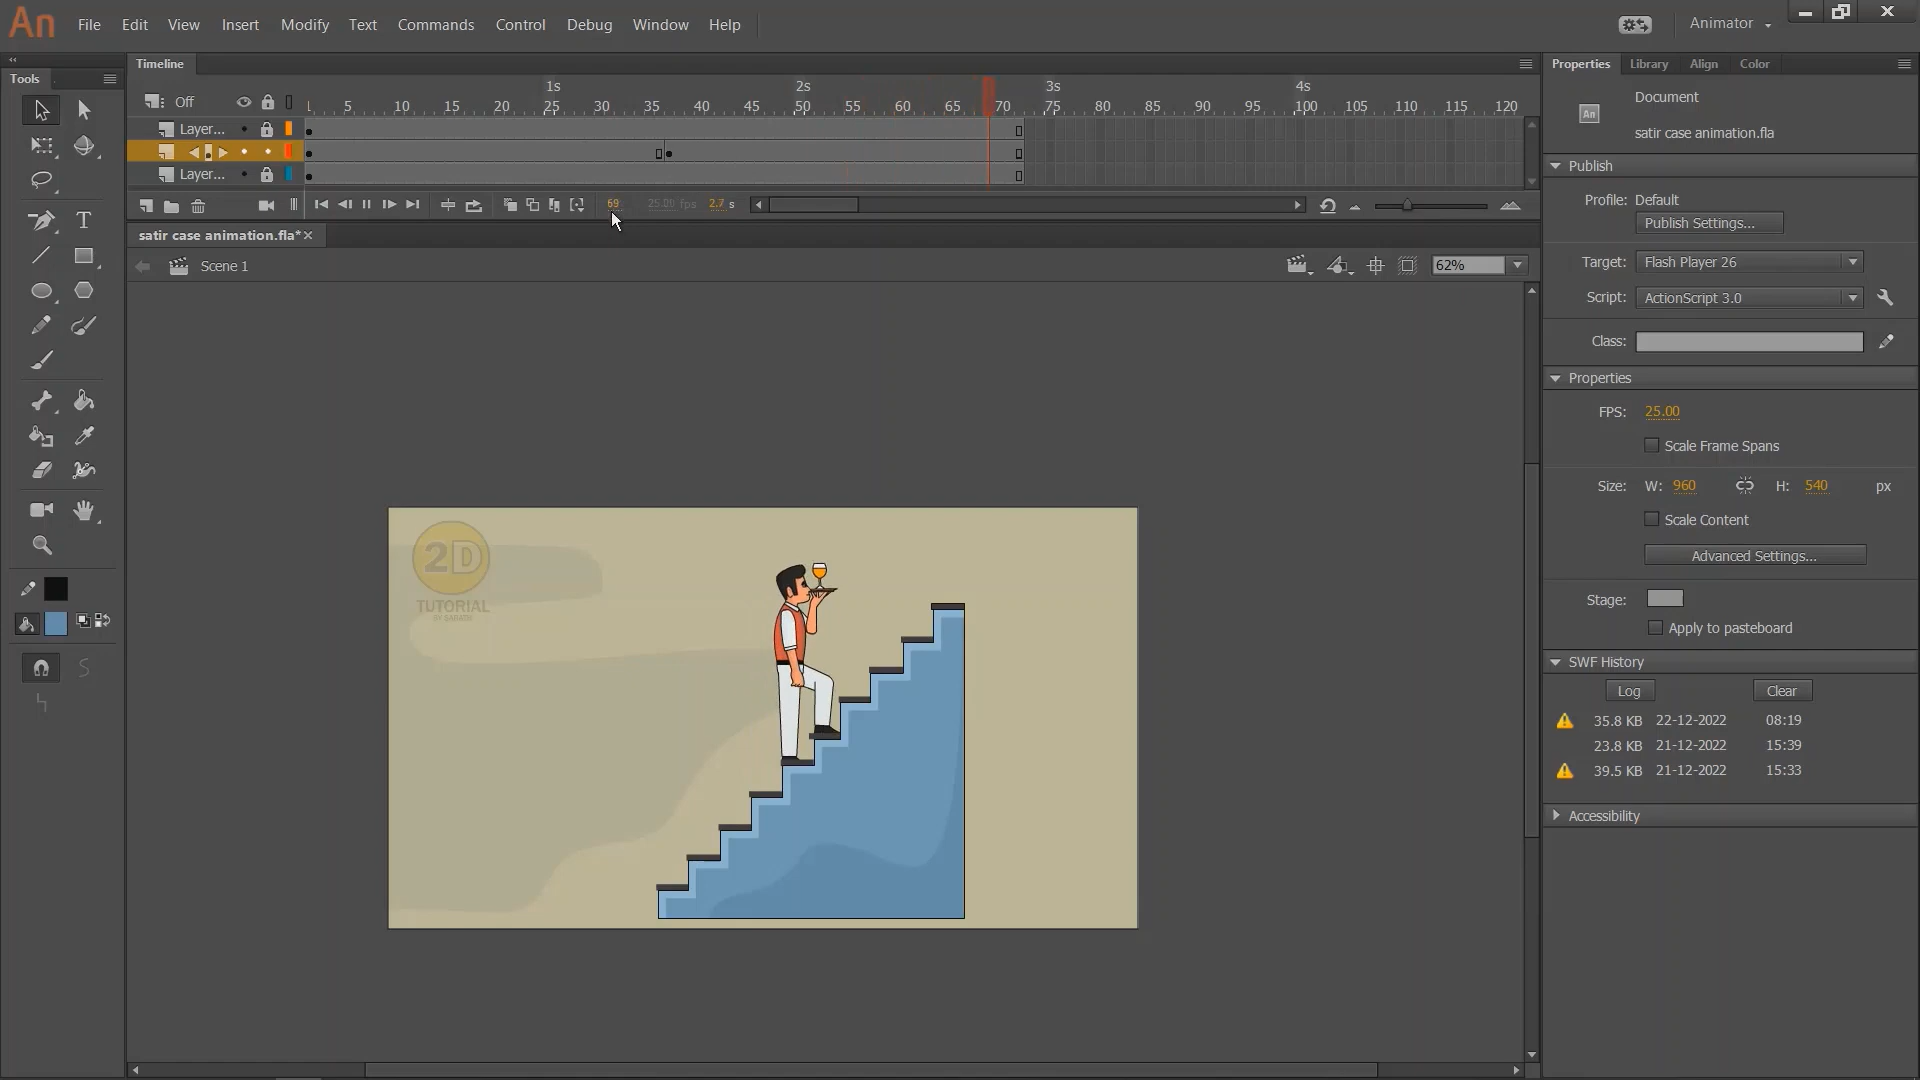 An File Edit View Insert Modify Text Commands Control Debug Window Help Animator
Tools
Timeline
1s 2s 3s 4s
Off 1 5 10 15 20 25 30 35 40 45 50 55 60 65 70 75 80 85 90 95 100 105 110 115 120
Layer...
Layer...
69 25.00 fps 2.7 s
satir case animation.fla*
Scene 1 62%
2D
TUTORIAL
Properties Library Align Color
Document
An
satir case animation.fla
Publish
Profile: Default
Publish Settings...
Target: Flash Player 26
Script: ActionScript 3.0
Class:
Properties
FPS: 25.00
Scale Frame Spans
Size: W: 960 H: 540 px
Scale Content
Advanced Settings...
Stage:
Apply to pasteboard
SWF History
Log Clear
35.8 KB 22-12-2022 08:19
23.8 KB 21-12-2022 15:39
39.5 KB 21-12-2022 15:33
Accessibility